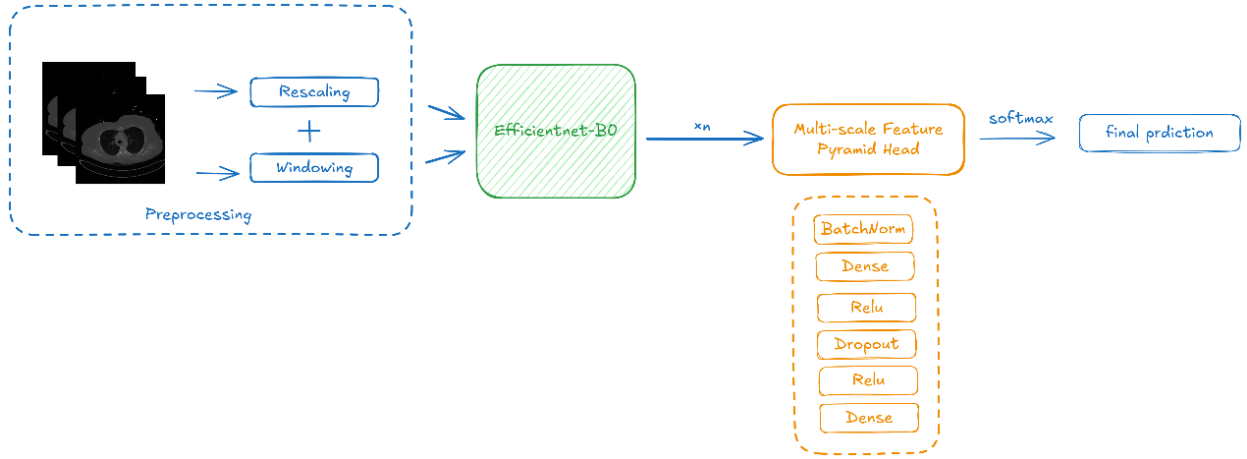 Rescaling
+
Windowing
Preprocessing
Efficientnet-B0
xn
Multi-scale Feature
Pyramid Head
softmax
final prdiction
BatchNorm
Dense
Relu
Dropout
Relu
Dense